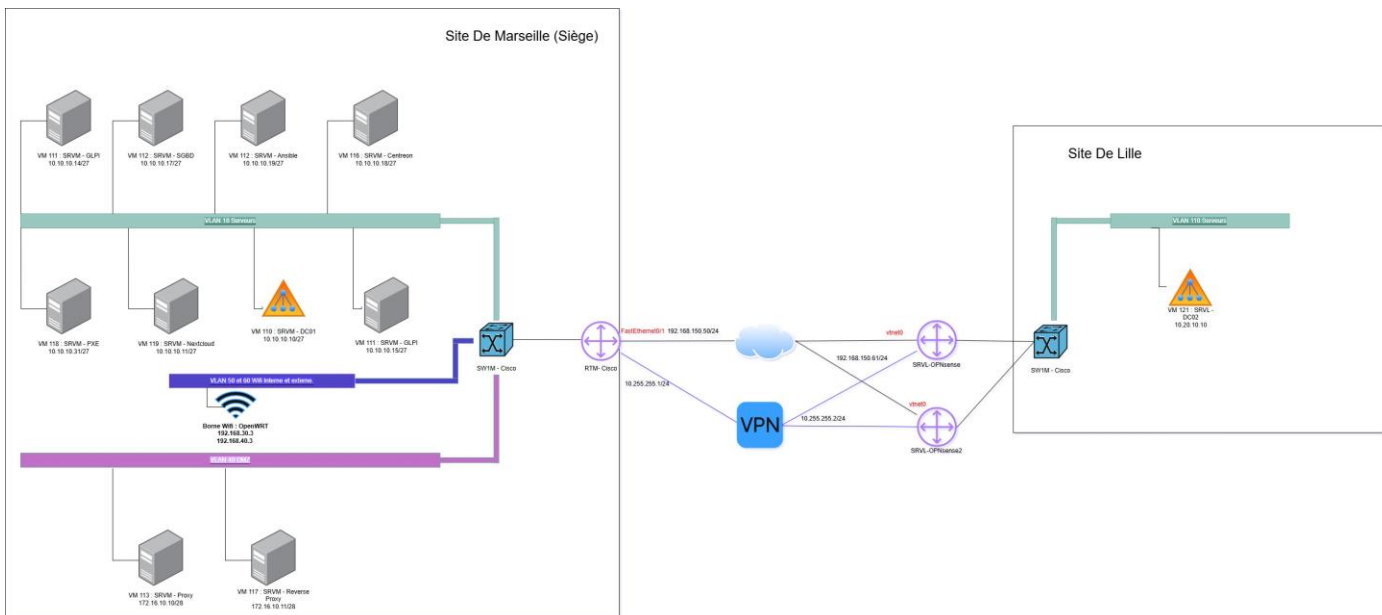 Site De Marseille (Siège)
VM 111 : SRVM - GLPI
10.10.10.14/27
VM 112 : SRVM - SGBD
10.10.10.17/27
VM 112 : SRVM - Ansible
10.10.10.19/27
VM 116 : SRVM - Centreon
10.10.10.18/27
VLAN 10 Serveurs
VM 118 : SRVM - PXE
10.10.10.31/27
VM 119 : SRVM - Nextcloud
10.10.10.11/27
VM 110 : SRVM - DC01
10.10.10.10/27
VM 111 : SRVM - GLPI
10.10.10.15/27
SW1M - Cisco
VLAN 50 et 60 Wifi Interne et externe.
Borne Wifi : OpenWRT
192.168.30.3
192.168.40.3
VM 113 : SRVM - Proxy
172.16.10.10/28
VM 117 : SRVM - Reverse
Proxy
172.16.10.11/28
RTM- Cisco
FastEthernet0/1 192.168.150.50/24
10.255.255.1/24
VPN
192.168.150.61/24
10.255.255.2/24
vtnet0
SRVL-OPNsense
vtnet0
SRVL-OPNsense2
Site De Lille
VLAN 110 Serveurs
VM 121 : SRVL -
DC02
10.20.10.10
SW1M - Cisco